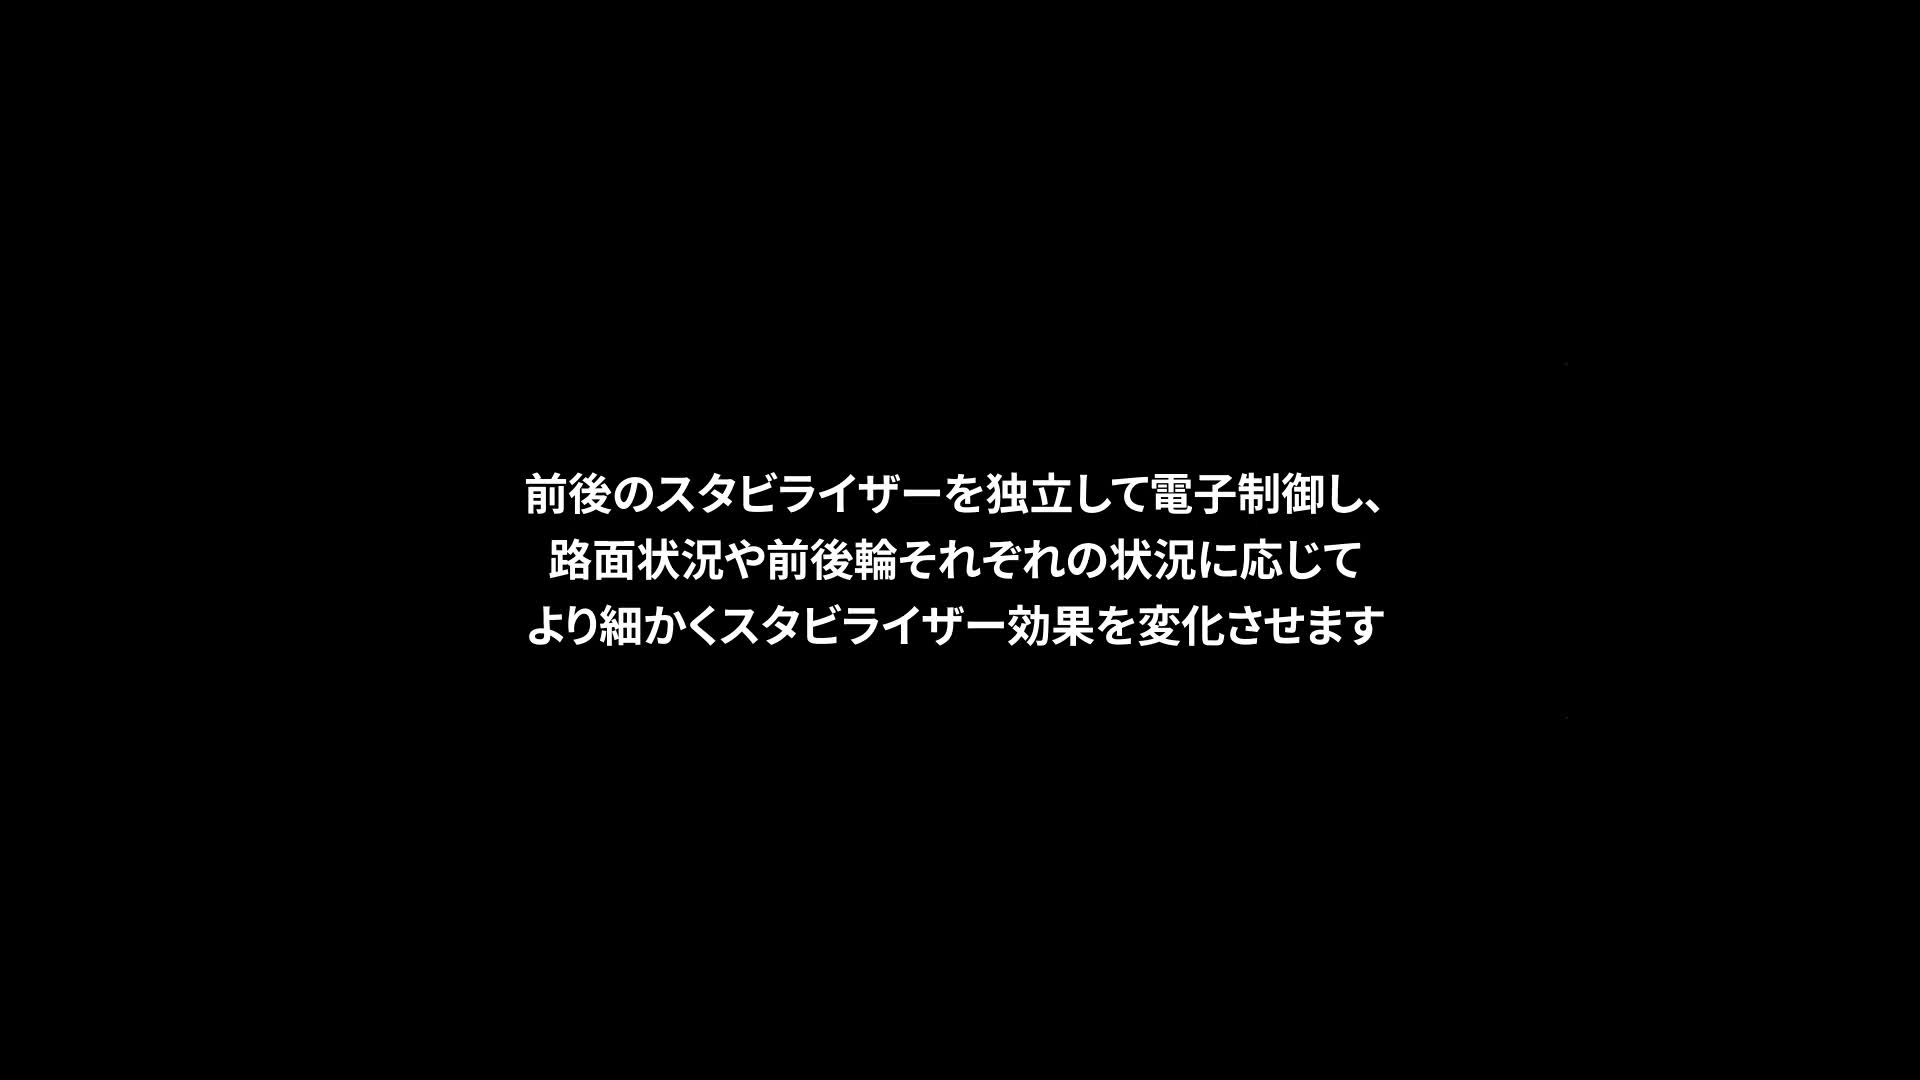 前後のスタビライザーを独立して電子制御し、
路面状況や前後輪それぞれの状況に応じて
より細かくスタビライザー効果を変化させます